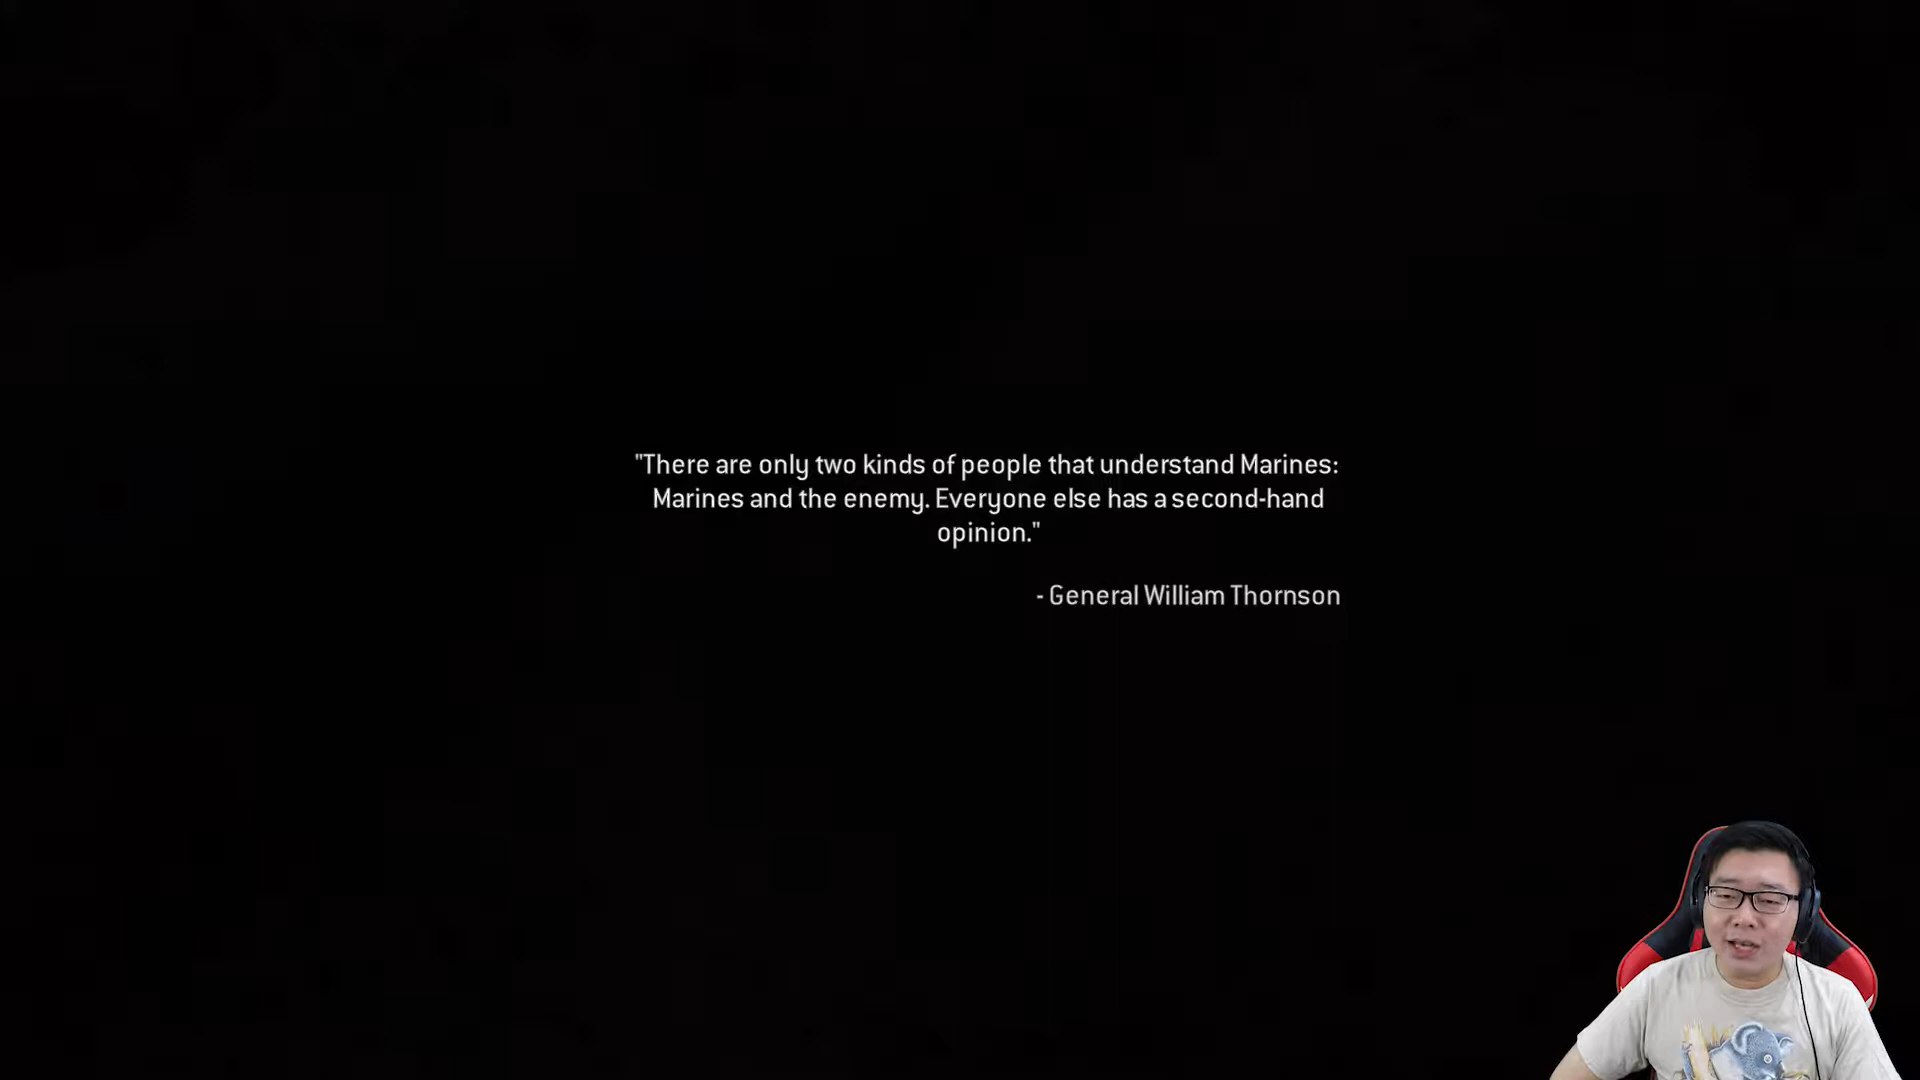 "There are only two kinds of people that understand Marines:
Marines and the enemy. Everyone else has a second-hand
opinion."
- General William Thornson